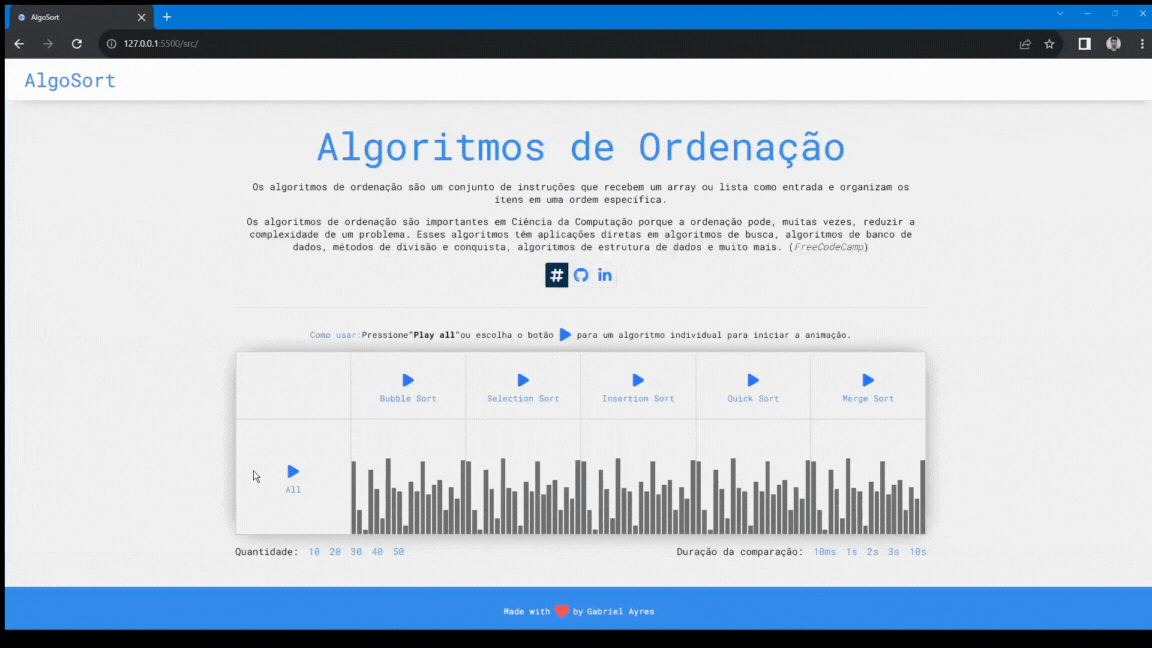 AlgoSort
127.0.0.1:5500/src/
AlgoSort
Algoritmos de Ordenação
Os algoritmos de ordenação são um conjunto de instruções que recebem um array ou lista como entrada e organizam os
itens em uma ordem específica.
Os algoritmos de ordenação são importantes em Ciência da Computação porque a ordenação pode, muitas vezes, reduzir a
complexidade de um problema. Esses algoritmos têm aplicações diretas em algoritmos de busca, algoritmos de banco de
dados, métodos de divisão e conquista, algoritmos de estrutura de dados e muito mais. (FreeCodeCamp)
# in
Como usar:Pressione"Play all"ou escolha o botão para um algoritmo individual para iniciar a animação.
Bubble Sort Selection Sort Insertion Sort Quick Sort Merge Sort
All
Quantidade: 10 20 30 40 50 Duração da comparação: 10ms 1s 2s 3s 10s
Made with by Gabriel Ayres